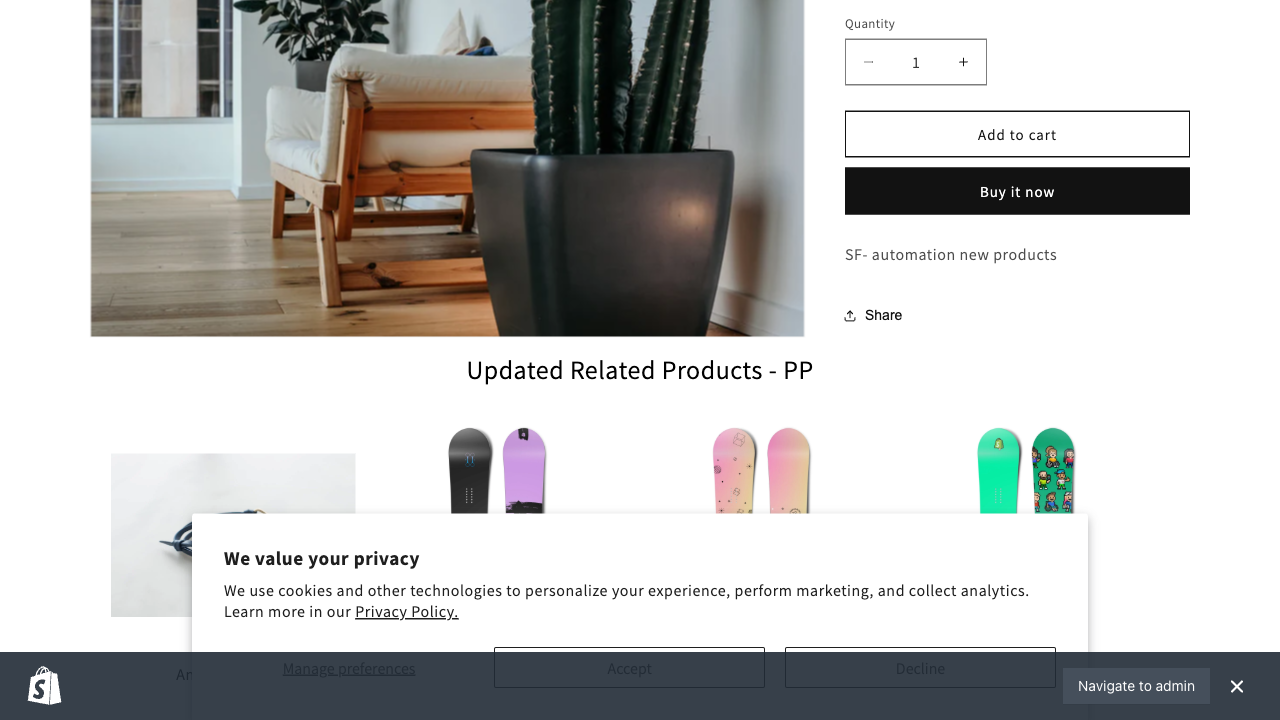 Quantity
1
Add to cart
Buy it now
SF- automation new products
Share
Updated Related Products - PP
We value your privacy
We use cookies and other technologies to personalize your experience, perform marketing, and collect analytics.
Learn more in our Privacy Policy.
Manage preferences
Accept
Decline
Navigate to admin